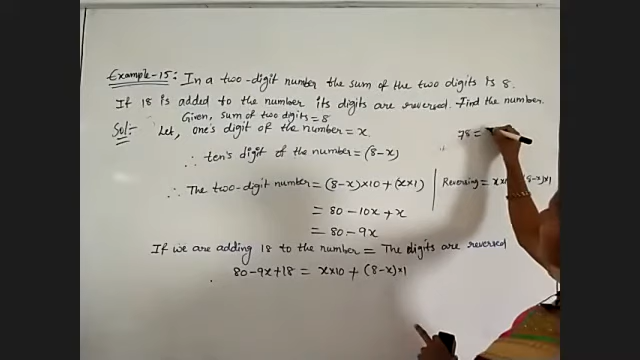 Example-15: In a two-digit number the sum of the two digits is 8.
If 18 is added to the number its digits are reversed. Find the number.
Given, sum of two digits = 8
Sol:- Let, one's digit of the number = x.
78 =
∴ ten's digit of the number = (8-x)
∴ The two-digit number = (8-x)×10 + (x×1) | Reversing = x×10 (8-x)×1
= 80 - 10x + x
= 80 - 9x
If we are adding 18 to the number = The digits are reversed
80 - 9x + 18 = x×10 + (8-x)×1